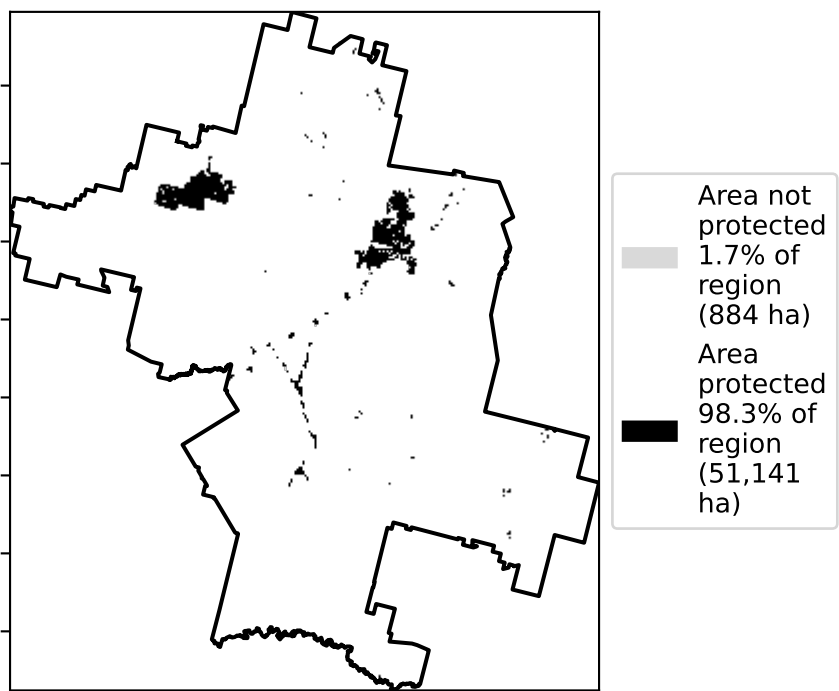 Area not
protected
1.7% of
region
(884 ha)
Area
protected
98.3% of
region
(51,141
ha)